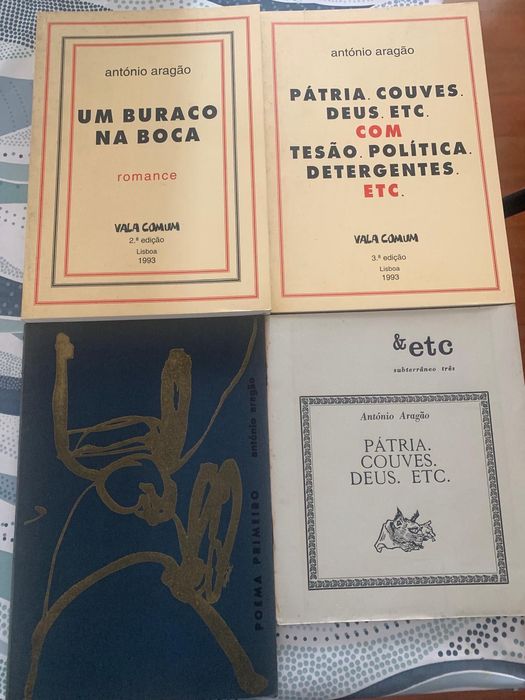 antónio aragão
UM BURACO
NA BOCA
romance
VALA COMUM
2.ª edição
Lisboa
1993
antónio aragão
PÁTRIA. COUVES.
DEUS. ETC.
COM
TESÃO. POLÍTICA.
DETERGENTES.
ETC.
VALA COMUM
3.ª edição
Lisboa
1993
POEMA PRIMEIRO antónio aragão
& etc
subterrâneo três
António Aragão
PÁTRIA.
COUVES.
DEUS. ETC.